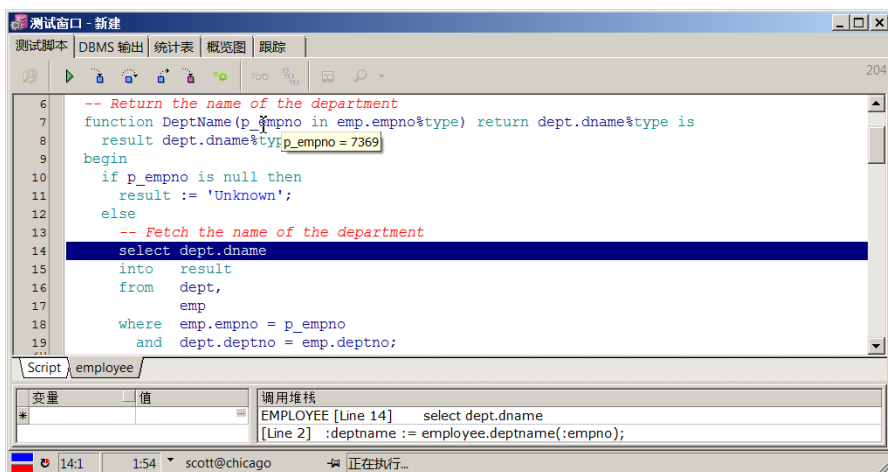 测试窗口 - 新建
测试脚本 DBMS 输出 统计表 概览图 跟踪
204
6 -- Return the name of the department
7 function DeptName(p_empno in emp.empno%type) return dept.dname%type is
8 result dept.dname%typ
p_empno = 7369
9 begin
10 if p_empno is null then
11 result := 'Unknown';
12 else
13 -- Fetch the name of the department
14 select dept.dname
15 into result
16 from dept,
17 emp
18 where emp.empno = p_empno
19 and dept.deptno = emp.deptno;
Script employee
变量 值 调用堆栈
* EMPLOYEE [Line 14] select dept.dname
[Line 2] :deptname := employee.deptname(:empno);
14:1 1:54 scott@chicago 正在执行...